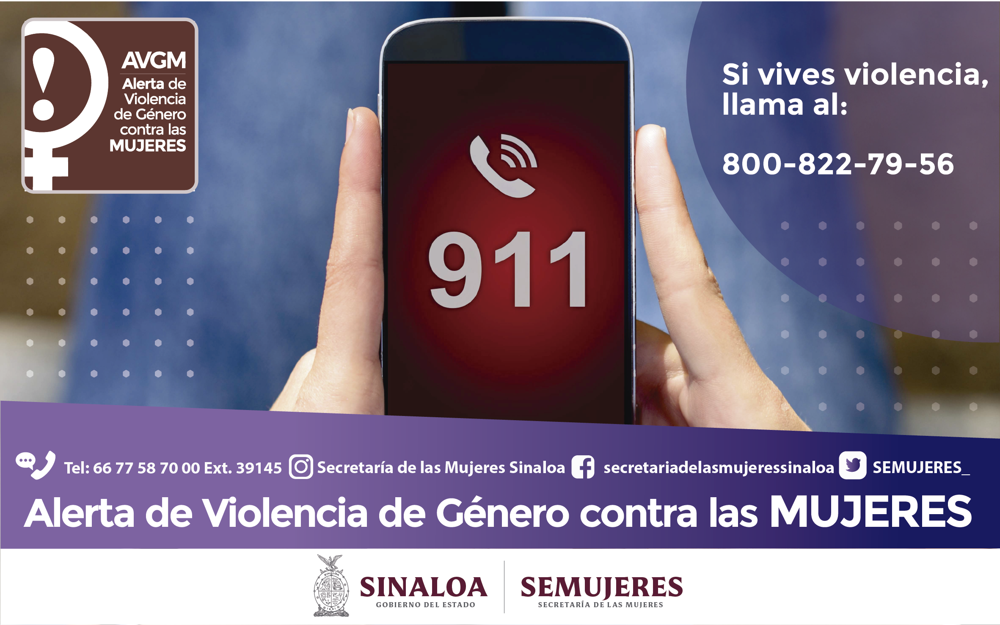 AVGM
Alerta de
Violencia
de Género
contra las
MUJERES
Si vives violencia,
llama al:
800-822-79-56
911
Tel: 66 77 58 70 00 Ext. 39145 Secretaría de las Mujeres Sinaloa secretariadelasmujeressinaloa SEMUJERES_
Alerta de Violencia de Género contra las MUJERES
SINALOA
1831
SINALOA
GOBIERNO DEL ESTADO
SEMUJERES
SECRETARÍA DE LAS MUJERES